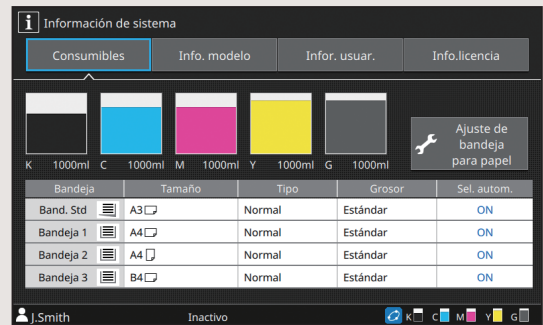 i Información de sistema
Consumibles Info. modelo Infor. usuar. Info.licencia
K 1000ml C 1000ml M 1000ml Y 1000ml G 1000ml
Ajuste de
bandeja
para papel
Bandeja Tamaño Tipo Grosor Sel. autom.
Band. Std A3 Normal Estándar ON
Bandeja 1 A4 Normal Estándar ON
Bandeja 2 A4 Normal Estándar ON
Bandeja 3 B4 Normal Estándar ON
J.Smith Inactivo K C M Y G